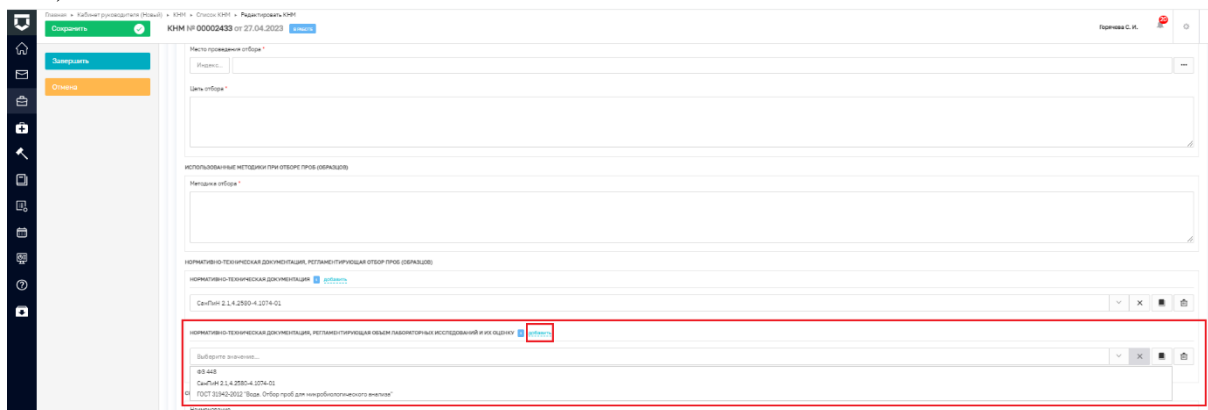 Главная • Кабинет руководителя (Новый) • КНМ • Список КНМ • Редактировать КНМ
Сохранить
КНМ № 00002433 от 27.04.2023
Горячева С. И.
20
Завершить
Отмена
Место проведения отбора *
Индекс...
Цель отбора *
ИСПОЛЬЗОВАННЫЕ МЕТОДИКИ ПРИ ОТБОРЕ ПРОБ (ОБРАЗЦОВ)
Методика отбора *
НОРМАТИВНО-ТЕХНИЧЕСКАЯ ДОКУМЕНТАЦИЯ, РЕГЛАМЕНТИРУЮЩАЯ ОТБОР ПРОБ (ОБРАЗЦОВ)
НОРМАТИВНО-ТЕХНИЧЕСКАЯ ДОКУМЕНТАЦИЯ добавить
СанПиН 2.1.4.2580-4.1074-01
НОРМАТИВНО-ТЕХНИЧЕСКАЯ ДОКУМЕНТАЦИЯ, РЕГЛАМЕНТИРУЮЩАЯ ОБЪЕМ ЛАБОРАТОРНЫХ ИССЛЕДОВАНИЙ И ИХ ОЦЕНКУ добавить
Выберите значение...
ФЗ 448
СанПиН 2.1.4.2580-4.1074-01
ГОСТ 31942-2012 "Вода. Отбор проб для микробиологического анализа"